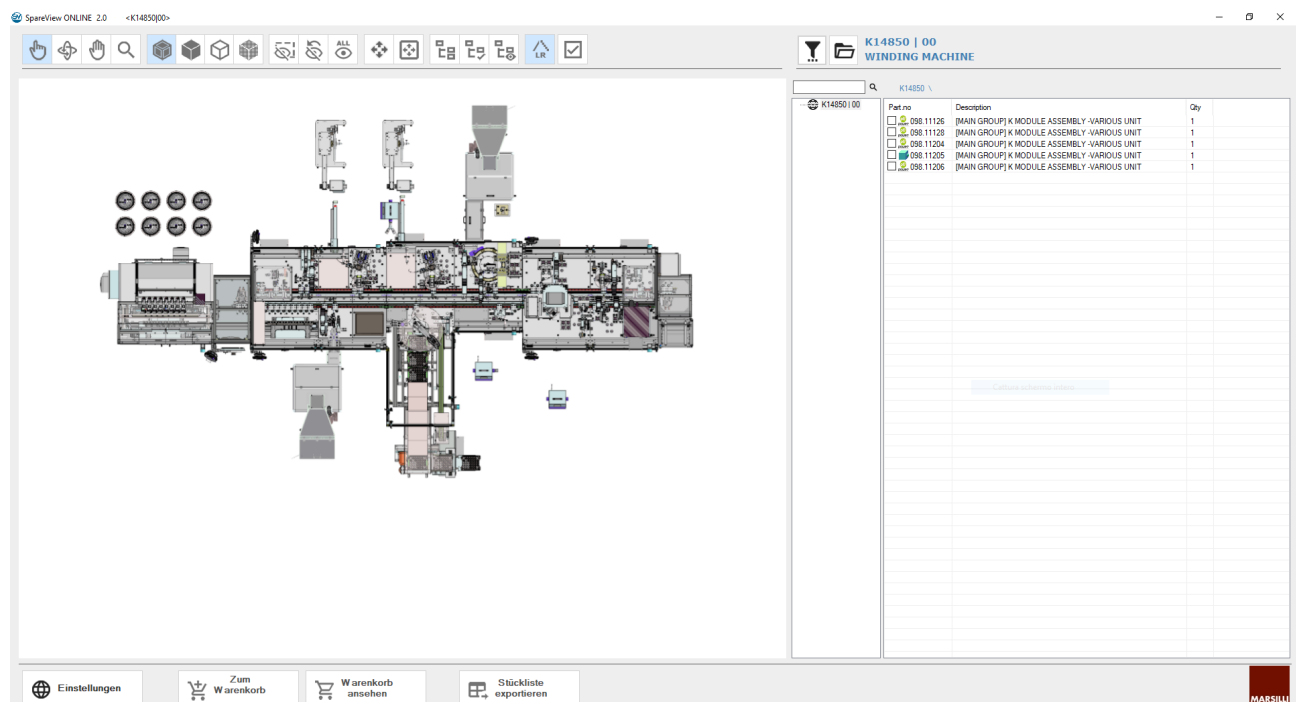 SpareView ONLINE 2.0 <K14850|00>
ALL
LR
K14850 | 00
WINDING MACHINE
K14850 \
K14850 | 00
Part.no Description Qty
098.11126 [MAIN GROUP] K MODULE ASSEMBLY -VARIOUS UNIT 1
098.11128 [MAIN GROUP] K MODULE ASSEMBLY -VARIOUS UNIT 1
098.11204 [MAIN GROUP] K MODULE ASSEMBLY -VARIOUS UNIT 1
098.11205 [MAIN GROUP] K MODULE ASSEMBLY -VARIOUS UNIT 1
098.11206 [MAIN GROUP] K MODULE ASSEMBLY -VARIOUS UNIT 1
Einstellungen
Zum
Warenkorb
Warenkorb
ansehen
Stückliste
exportieren
MARSILLI